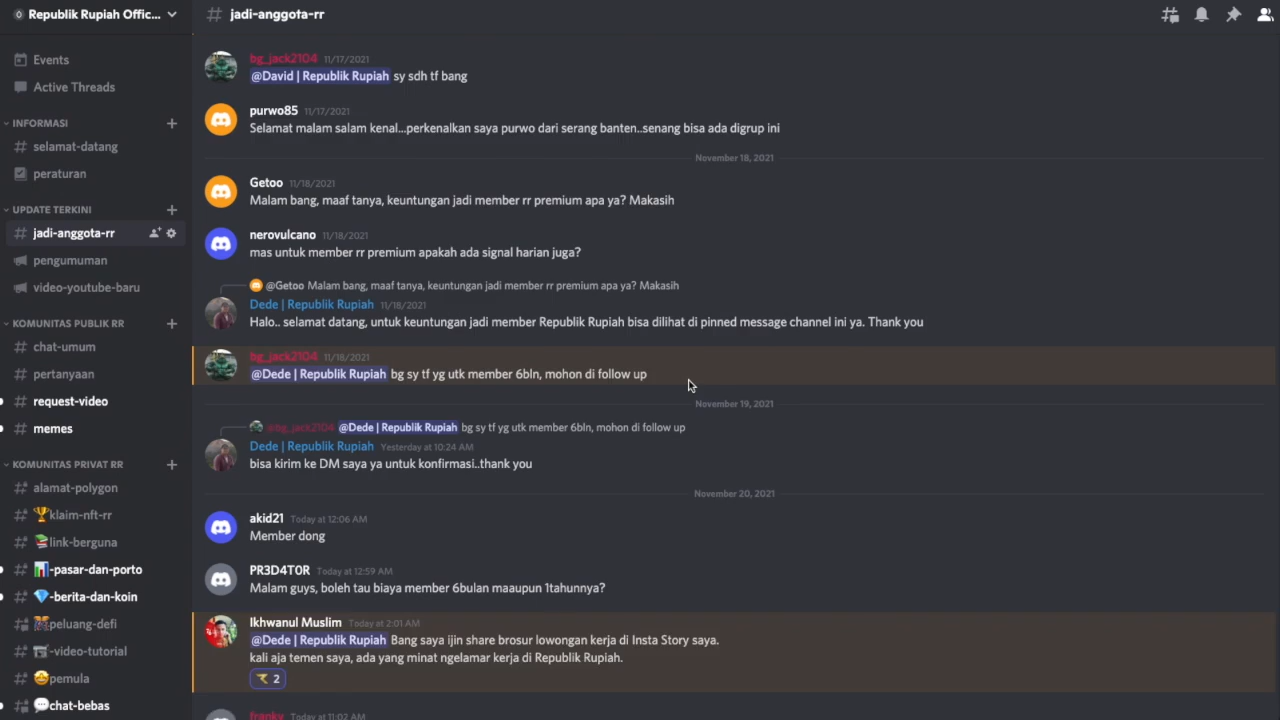 Republik Rupiah Offic...
jadi-anggota-rr
Events
Active Threads
INFORMASI
selamat-datang
peraturan
UPDATE TERKINI
jadi-anggota-rr
pengumuman
video-youtube-baru
KOMUNITAS PUBLIK RR
chat-umum
pertanyaan
request-video
memes
KOMUNITAS PRIVAT RR
alamat-polygon
klaim-nft-rr
link-berguna
-pasar-dan-porto
-berita-dan-koin
peluang-defi
-video-tutorial
pemula
chat-bebas
bg_jack2104 11/17/2021
@David | Republik Rupiah sy sdh tf bang
purwo85 11/17/2021
Selamat malam salam kenal...perkenalkan saya purwo dari serang banten..senang bisa ada digrup ini
November 18, 2021
Getoo 11/18/2021
Malam bang, maaf tanya, keuntungan jadi member rr premium apa ya? Makasih
nerovulcano 11/18/2021
mas untuk member rr premium apakah ada signal harian juga?
@Getoo Malam bang, maaf tanya, keuntungan jadi member rr premium apa ya? Makasih
Dede | Republik Rupiah 11/18/2021
Halo.. selamat datang, untuk keuntungan jadi member Republik Rupiah bisa dilihat di pinned message channel ini ya. Thank you
bg_jack2104 11/18/2021
@Dede | Republik Rupiah bg sy tf yg utk member 6bln, mohon di follow up
November 19, 2021
@bg_jack2104 @Dede | Republik Rupiah bg sy tf yg utk member 6bln, mohon di follow up
Dede | Republik Rupiah Yesterday at 10:24 AM
bisa kirim ke DM saya ya untuk konfirmasi..thank you
November 20, 2021
akid21 Today at 12:06 AM
Member dong
PR3D4T0R Today at 12:59 AM
Malam guys, boleh tau biaya member 6bulan maaupun 1tahunnya?
Ikhwanul Muslim Today at 2:01 AM
@Dede | Republik Rupiah Bang saya ijin share brosur lowongan kerja di Insta Story saya.
kali aja temen saya, ada yang minat ngelamar kerja di Republik Rupiah.
2
franky Today at 11:02 AM